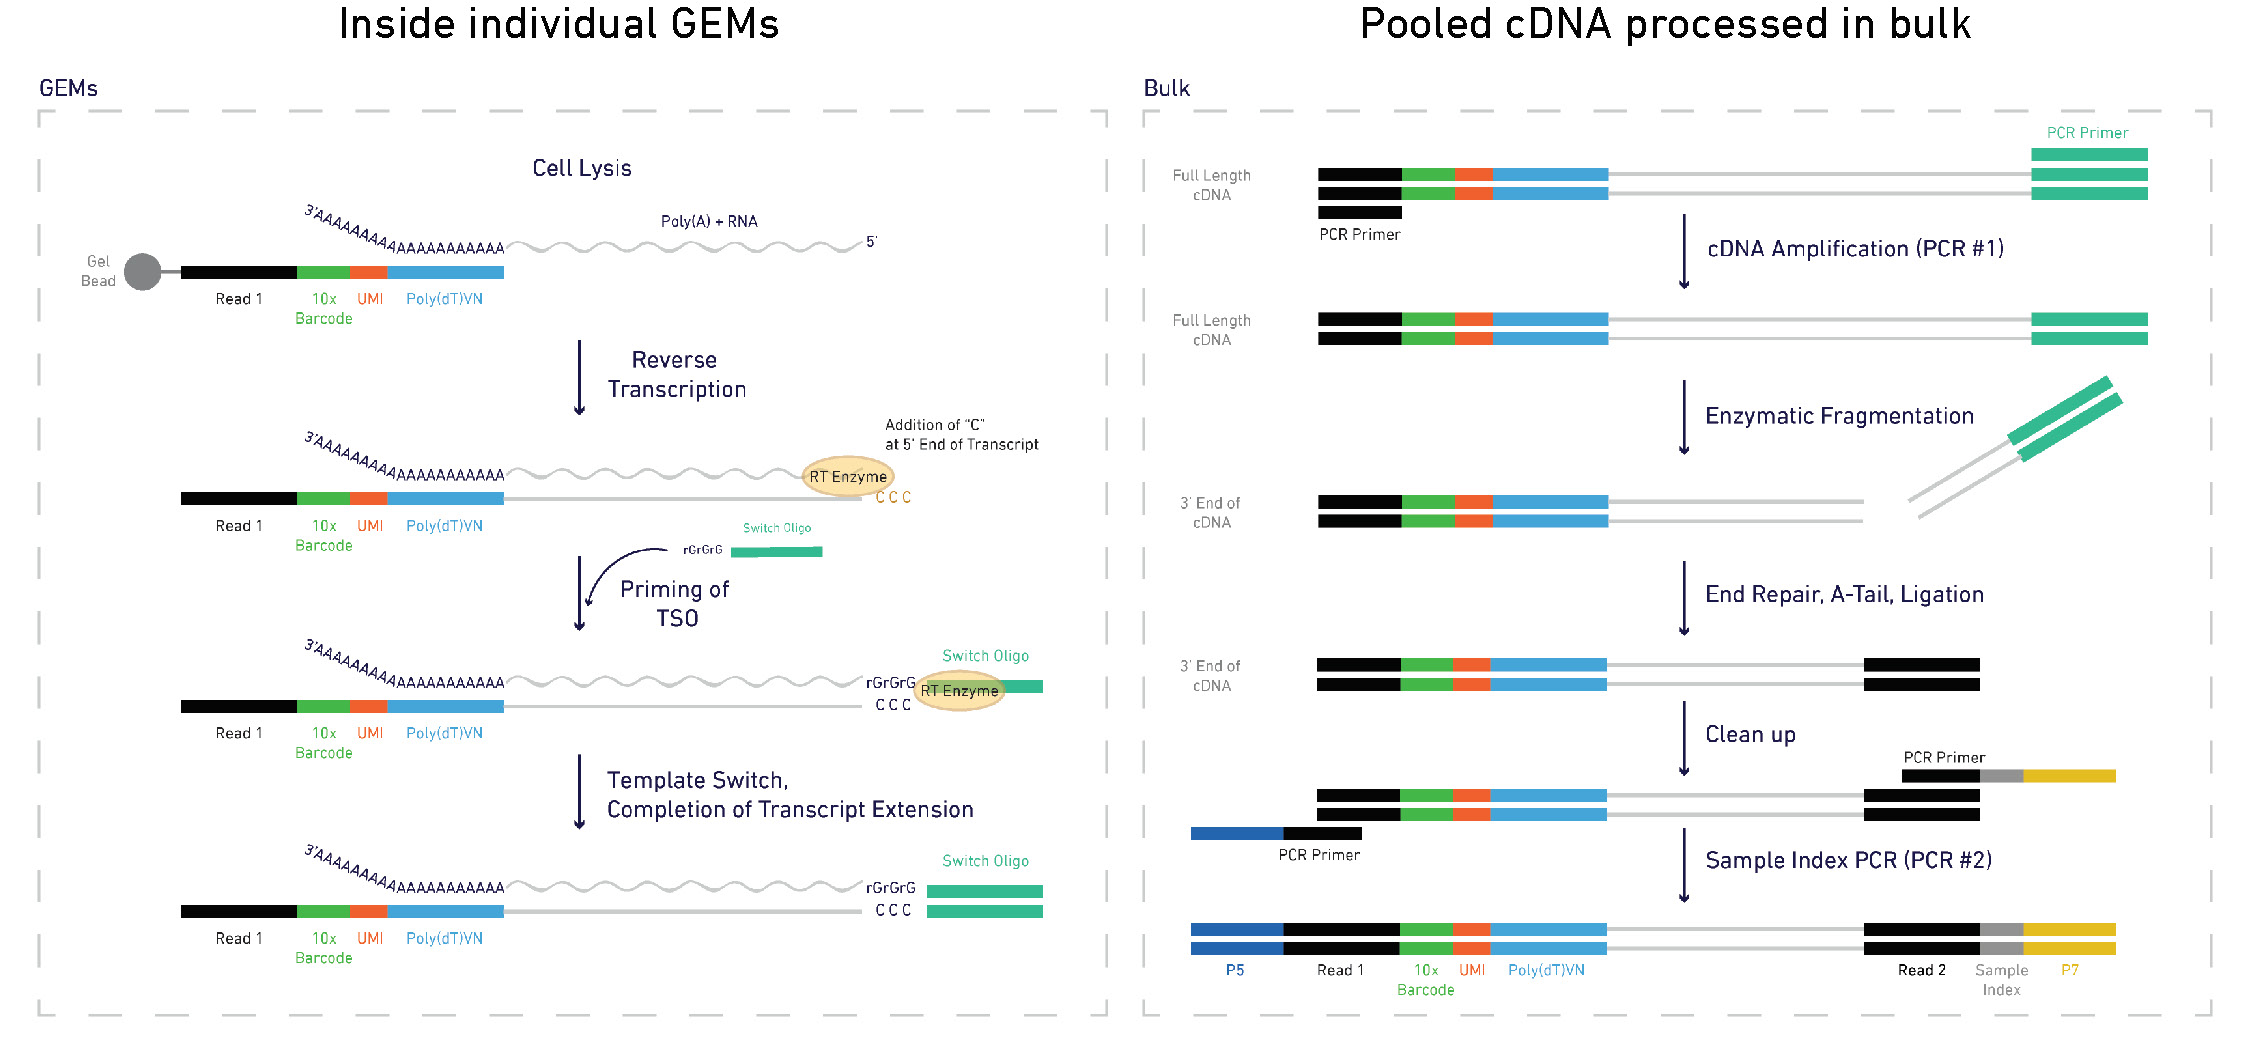 Inside individual GEMs
GEMs
Cell Lysis
3'AAAAAAAAAAAAAAAAAAAA
Poly(A) + RNA
5'
Gel
Bead
Read 1
10x
Barcode
UMI
Poly(dT)VN
Reverse
Transcription
Addition of "C"
at 5' End of Transcript
3'AAAAAAAAAAAAAAAAAAAA
RT Enzyme
C C C
Read 1
10x
Barcode
UMI
Poly(dT)VN
Switch Oligo
rGrGrG
Priming of
TSO
3'AAAAAAAAAAAAAAAAAAAA
Switch Oligo
rGrGrG
RT Enzyme
C C C
Read 1
10x
Barcode
UMI
Poly(dT)VN
Template Switch,
Completion of Transcript Extension
3'AAAAAAAAAAAAAAAAAAAA
Switch Oligo
rGrGrG
C C C
Read 1
10x
Barcode
UMI
Poly(dT)VN
Pooled cDNA processed in bulk
Bulk
PCR Primer
Full Length
cDNA
PCR Primer
cDNA Amplification (PCR #1)
Full Length
cDNA
Enzymatic Fragmentation
3' End of
cDNA
End Repair, A-Tail, Ligation
3' End of
cDNA
Clean up
PCR Primer
PCR Primer
Sample Index PCR (PCR #2)
P5
Read 1
10x
Barcode
UMI
Poly(dT)VN
Read 2
Sample
Index
P7